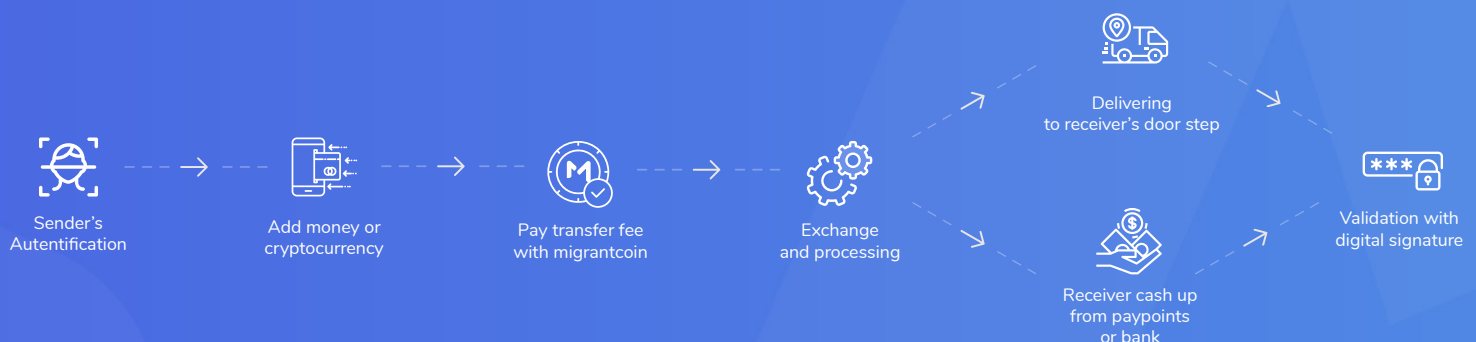 Sender's
Autentification
Add money or
cryptocurrency
Pay transfer fee
with migrantcoin
Exchange
and processing
Delivering
to receiver's door step
Receiver cash up
from paypoints
or bank
Validation with
digital signature